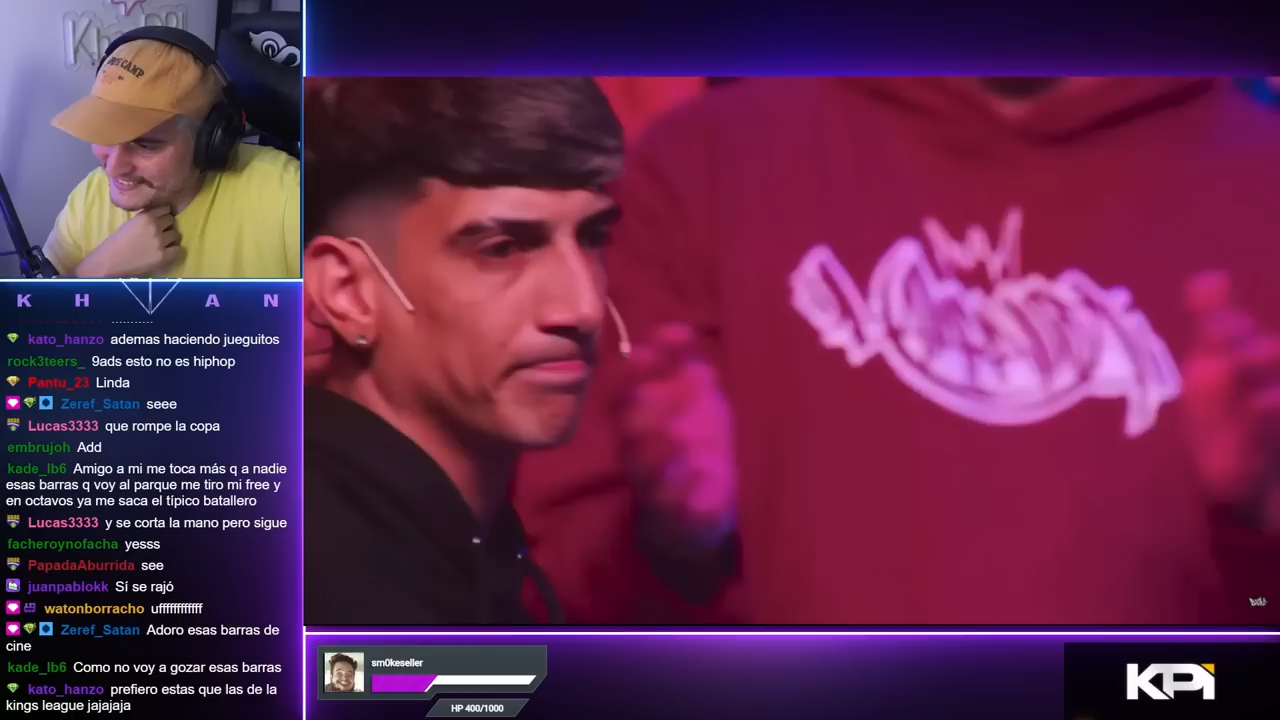 K H A N
kato_hanzo ademas haciendo jueguitos
rock3teers_ 9ads esto no es hiphop
Pantu_23 Linda
Zeref_Satan seee
Lucas3333 que rompe la copa
embrujoh Add
kade_lb6 Amigo a mi me toca más q a nadie
esas barras q voy al parque me tiro mi free y
en octavos ya me saca el típico batallero
Lucas3333 y se corta la mano pero sigue
facheroynofacha yesss
PapadaAburrida see
juanpablokk Sí se rajó
watonborracho uffffffffffff
Zeref_Satan Adoro esas barras de
cine
kade_lb6 Como no voy a gozar esas barras
kato_hanzo prefiero estas que las de la
kings league jajajaja
sm0keseller
HP 400/1000
KPi